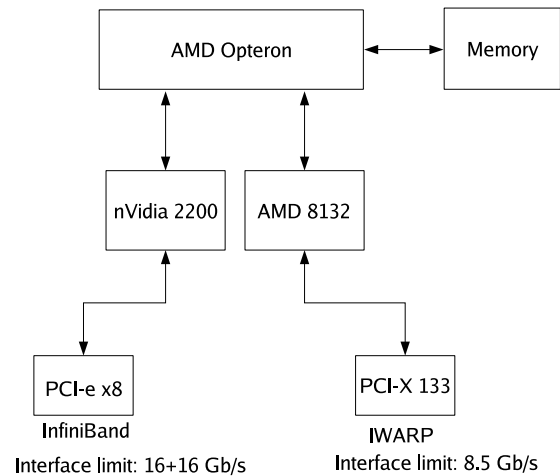 AMD Opteron
Memory
nVidia 2200
AMD 8132
PCI-e x8
PCI-X 133
InfiniBand
IWARP
Interface limit: 16+16 Gb/s
Interface limit: 8.5 Gb/s